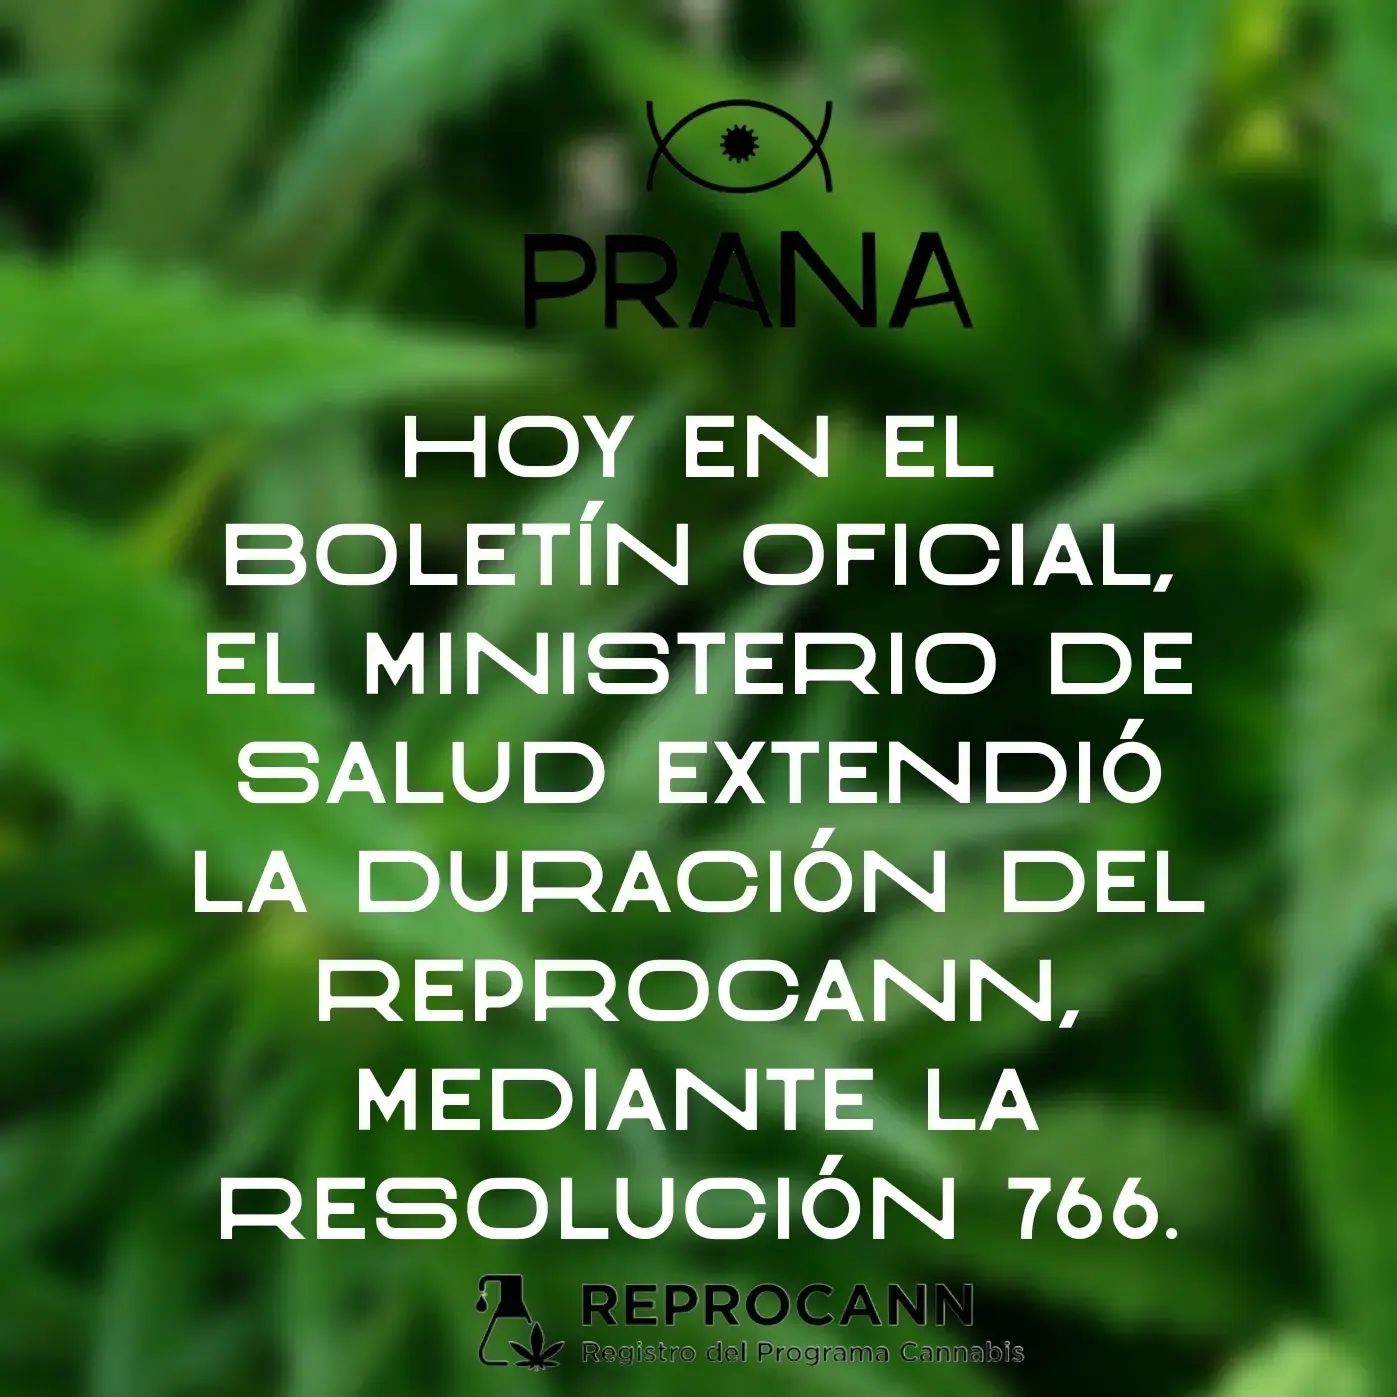 PRANA
HOY EN EL
BOLETÍN OFICIAL,
EL MINISTERIO DE
SALUD EXTENDIÓ
LA DURACIÓN DEL
REPROCANN,
MEDIANTE LA
RESOLUCIÓN 766.
REPROCANN
Registro del Programa Cannabis